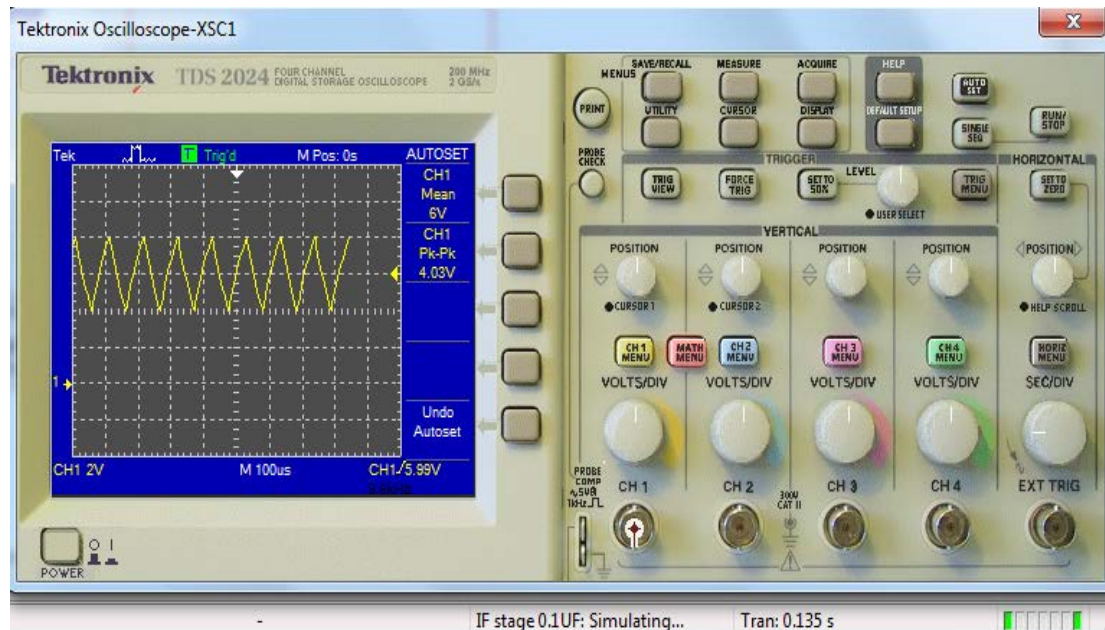 Tektronix Oscilloscope-XSC1
Tektronix TDS 2024 FOUR CHANNEL DIGITAL STORAGE OSCILLOSCOPE 200 MHz 2 GS/s
Tek T Trig'd M Pos: 0s AUTOSET
CH1
Mean
6V
CH1
Pk-Pk
4.03V
1
Undo
Autoset
CH1 2V M 100us CH1 5.99V
POWER
O I
MENUS
SAVE/RECALL MEASURE ACQUIRE HELP
AUTO SET
PRINT
UTILITY CURSOR DISPLAY DEFAULT SETUP
SINGLE SEQ
RUN/STOP
PROBE CHECK
TRIGGER
HORIZONTAL
TRIG VIEW
FORCE TRIG
SET TO 50%
LEVEL
TRIG MENU
SET TO ZERO
USER SELECT
VERTICAL
POSITION POSITION POSITION POSITION POSITION
CURSOR 1 CURSOR 2 HELP SCROLL
CH 1 MENU
MATH MENU
CH 2 MENU
CH 3 MENU
CH4 MENU
HORIZ MENU
VOLTS/DIV VOLTS/DIV VOLTS/DIV VOLTS/DIV SEC/DIV
PROBE COMP
~5V@
1kHz
CH 1 CH 2 CH 3 CH 4 EXT TRIG
300V
CAT II
- IF stage 0.1UF: Simulating... Tran: 0.135 s